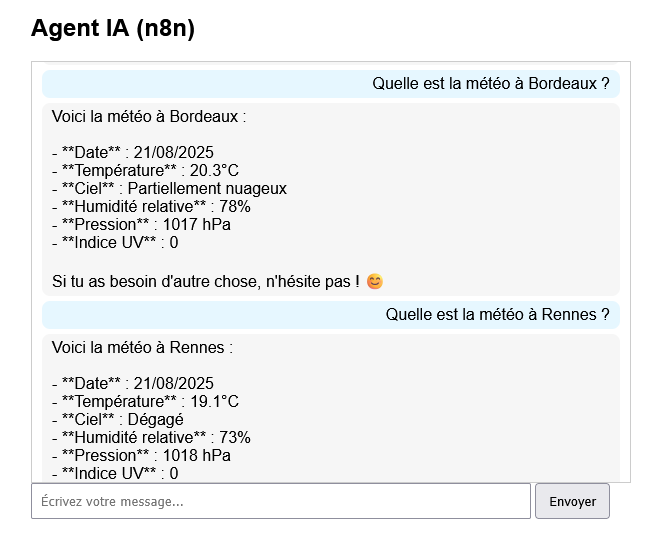 Agent IA (n8n)
Quelle est la météo à Bordeaux ?
Voici la météo à Bordeaux :
- **Date** : 21/08/2025
- **Température** : 20.3°C
- **Ciel** : Partiellement nuageux
- **Humidité relative** : 78%
- **Pression** : 1017 hPa
- **Indice UV** : 0
Si tu as besoin d'autre chose, n'hésite pas ! 😊
Quelle est la météo à Rennes ?
Voici la météo à Rennes :
- **Date** : 21/08/2025
- **Température** : 19.1°C
- **Ciel** : Dégagé
- **Humidité relative** : 73%
- **Pression** : 1018 hPa
- **Indice UV** : 0
Écrivez votre message...
Envoyer